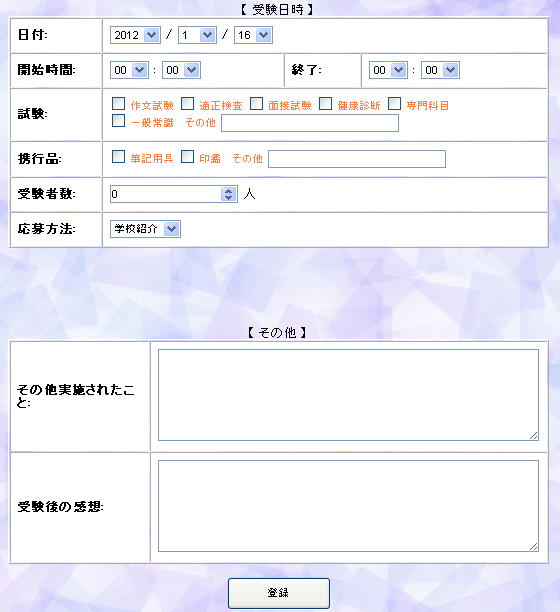 【 受験日時 】
日付: 2012 / 1 / 16
開始時間: 00 : 00 終了: 00 : 00
試験: 作文試験 適正検査 面接試験 健康診断 専門科目
一般常識 その他
携行品: 筆記用具 印鑑 その他
受験者数: 0 人
応募方法: 学校紹介
【 その他 】
その他実施されたこ
と:
受験後の感想:
登録